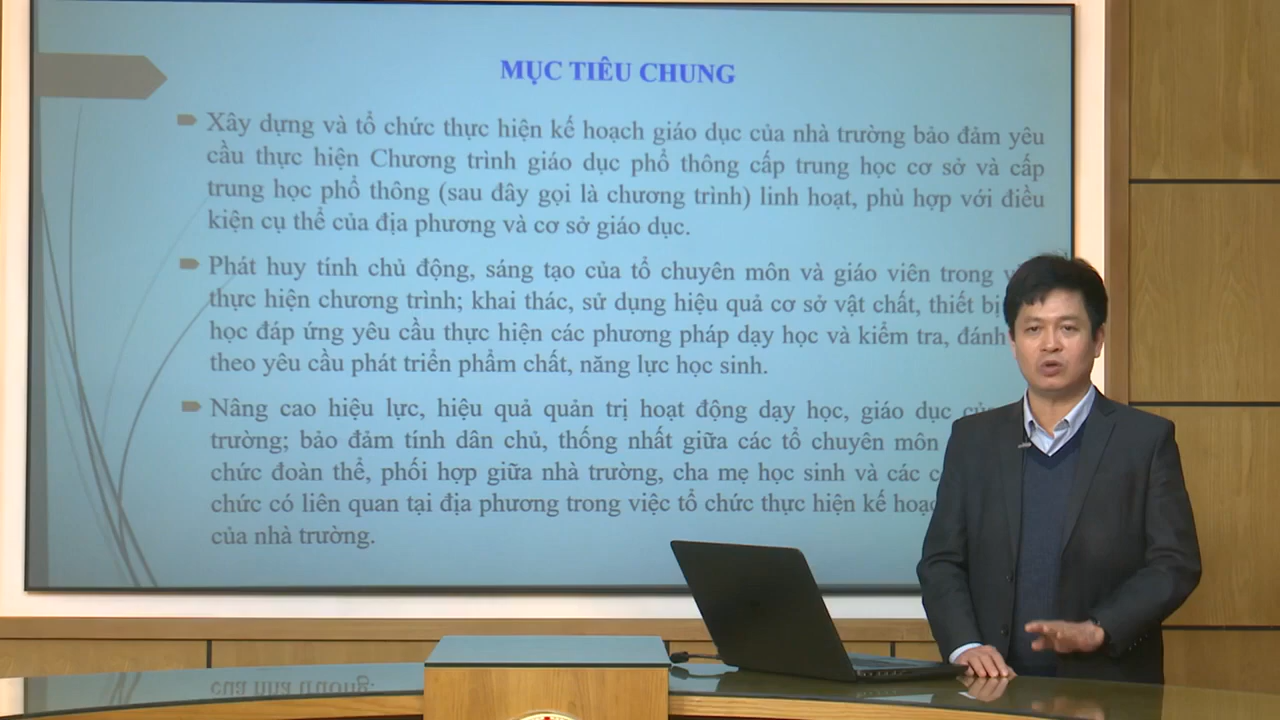 MỤC TIÊU CHUNG
Xây dựng và tổ chức thực hiện kế hoạch giáo dục của nhà trường bảo đảm yêu
cầu thực hiện Chương trình giáo dục phổ thông cấp trung học cơ sở và cấp
trung học phổ thông (sau đây gọi là chương trình) linh hoạt, phù hợp với điều
kiện cụ thể của địa phương và cơ sở giáo dục.
Phát huy tính chủ động, sáng tạo của tổ chuyên môn và giáo viên trong
thực hiện chương trình; khai thác, sử dụng hiệu quả cơ sở vật chất, thiết bị
học đáp ứng yêu cầu thực hiện các phương pháp dạy học và kiểm tra, đánh
theo yêu cầu phát triển phẩm chất, năng lực học sinh.
Nâng cao hiệu lực, hiệu quả quản trị hoạt động dạy học, giáo dục
trường; bảo đảm tính dân chủ, thống nhất giữa các tổ chuyên môn
chức đoàn thể, phối hợp giữa nhà trường, cha mẹ học sinh và các
chức có liên quan tại địa phương trong việc tổ chức thực hiện kế
của nhà trường.